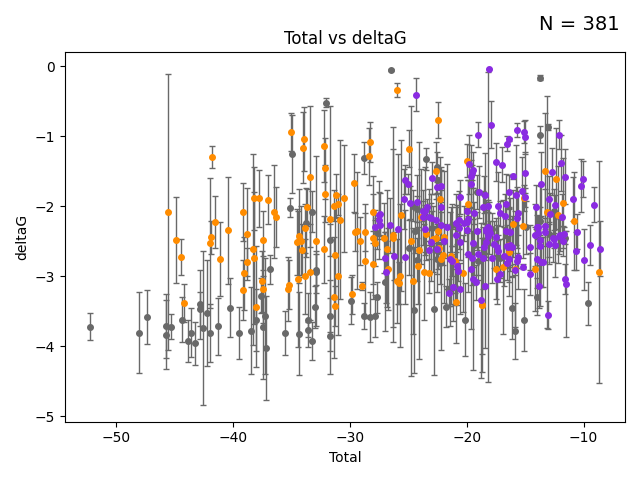 N = 381
Total vs deltaG
0
−1
−2
−3
−4
−5
deltaG
−50
−40
−30
−20
−10
Total